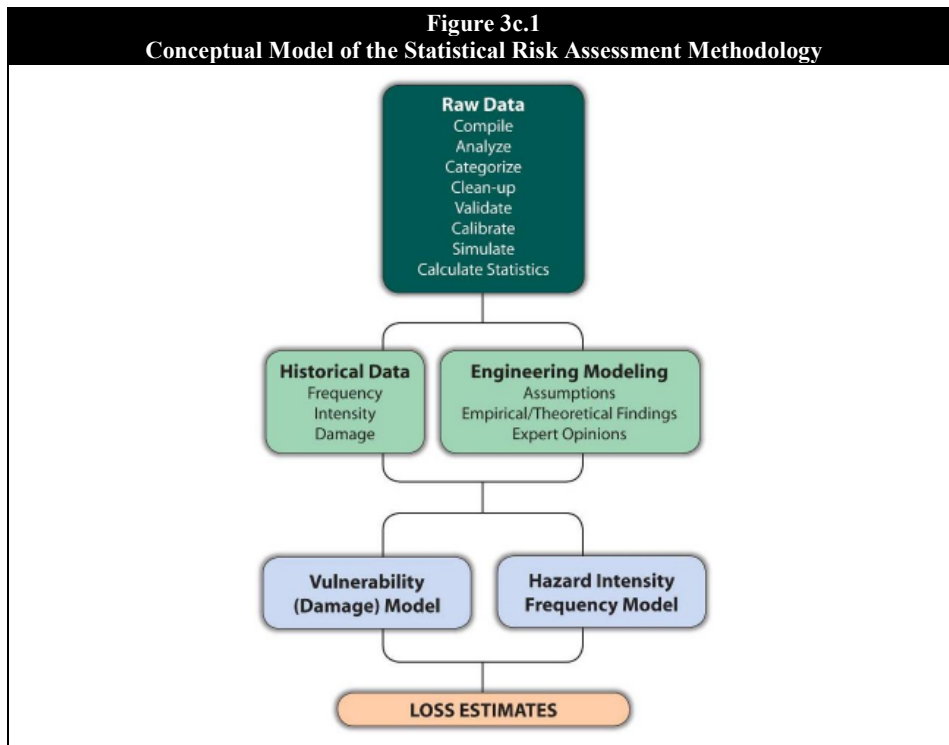 Figure 3c.1
Conceptual Model of the Statistical Risk Assessment Methodology
Raw Data
Compile
Analyze
Categorize
Clean-up
Validate
Calibrate
Simulate
Calculate Statistics
Historical Data
Frequency
Intensity
Damage
Engineering Modeling
Assumptions
Empirical/Theoretical Findings
Expert Opinions
Vulnerability
(Damage) Model
Hazard Intensity
Frequency Model
LOSS ESTIMATES